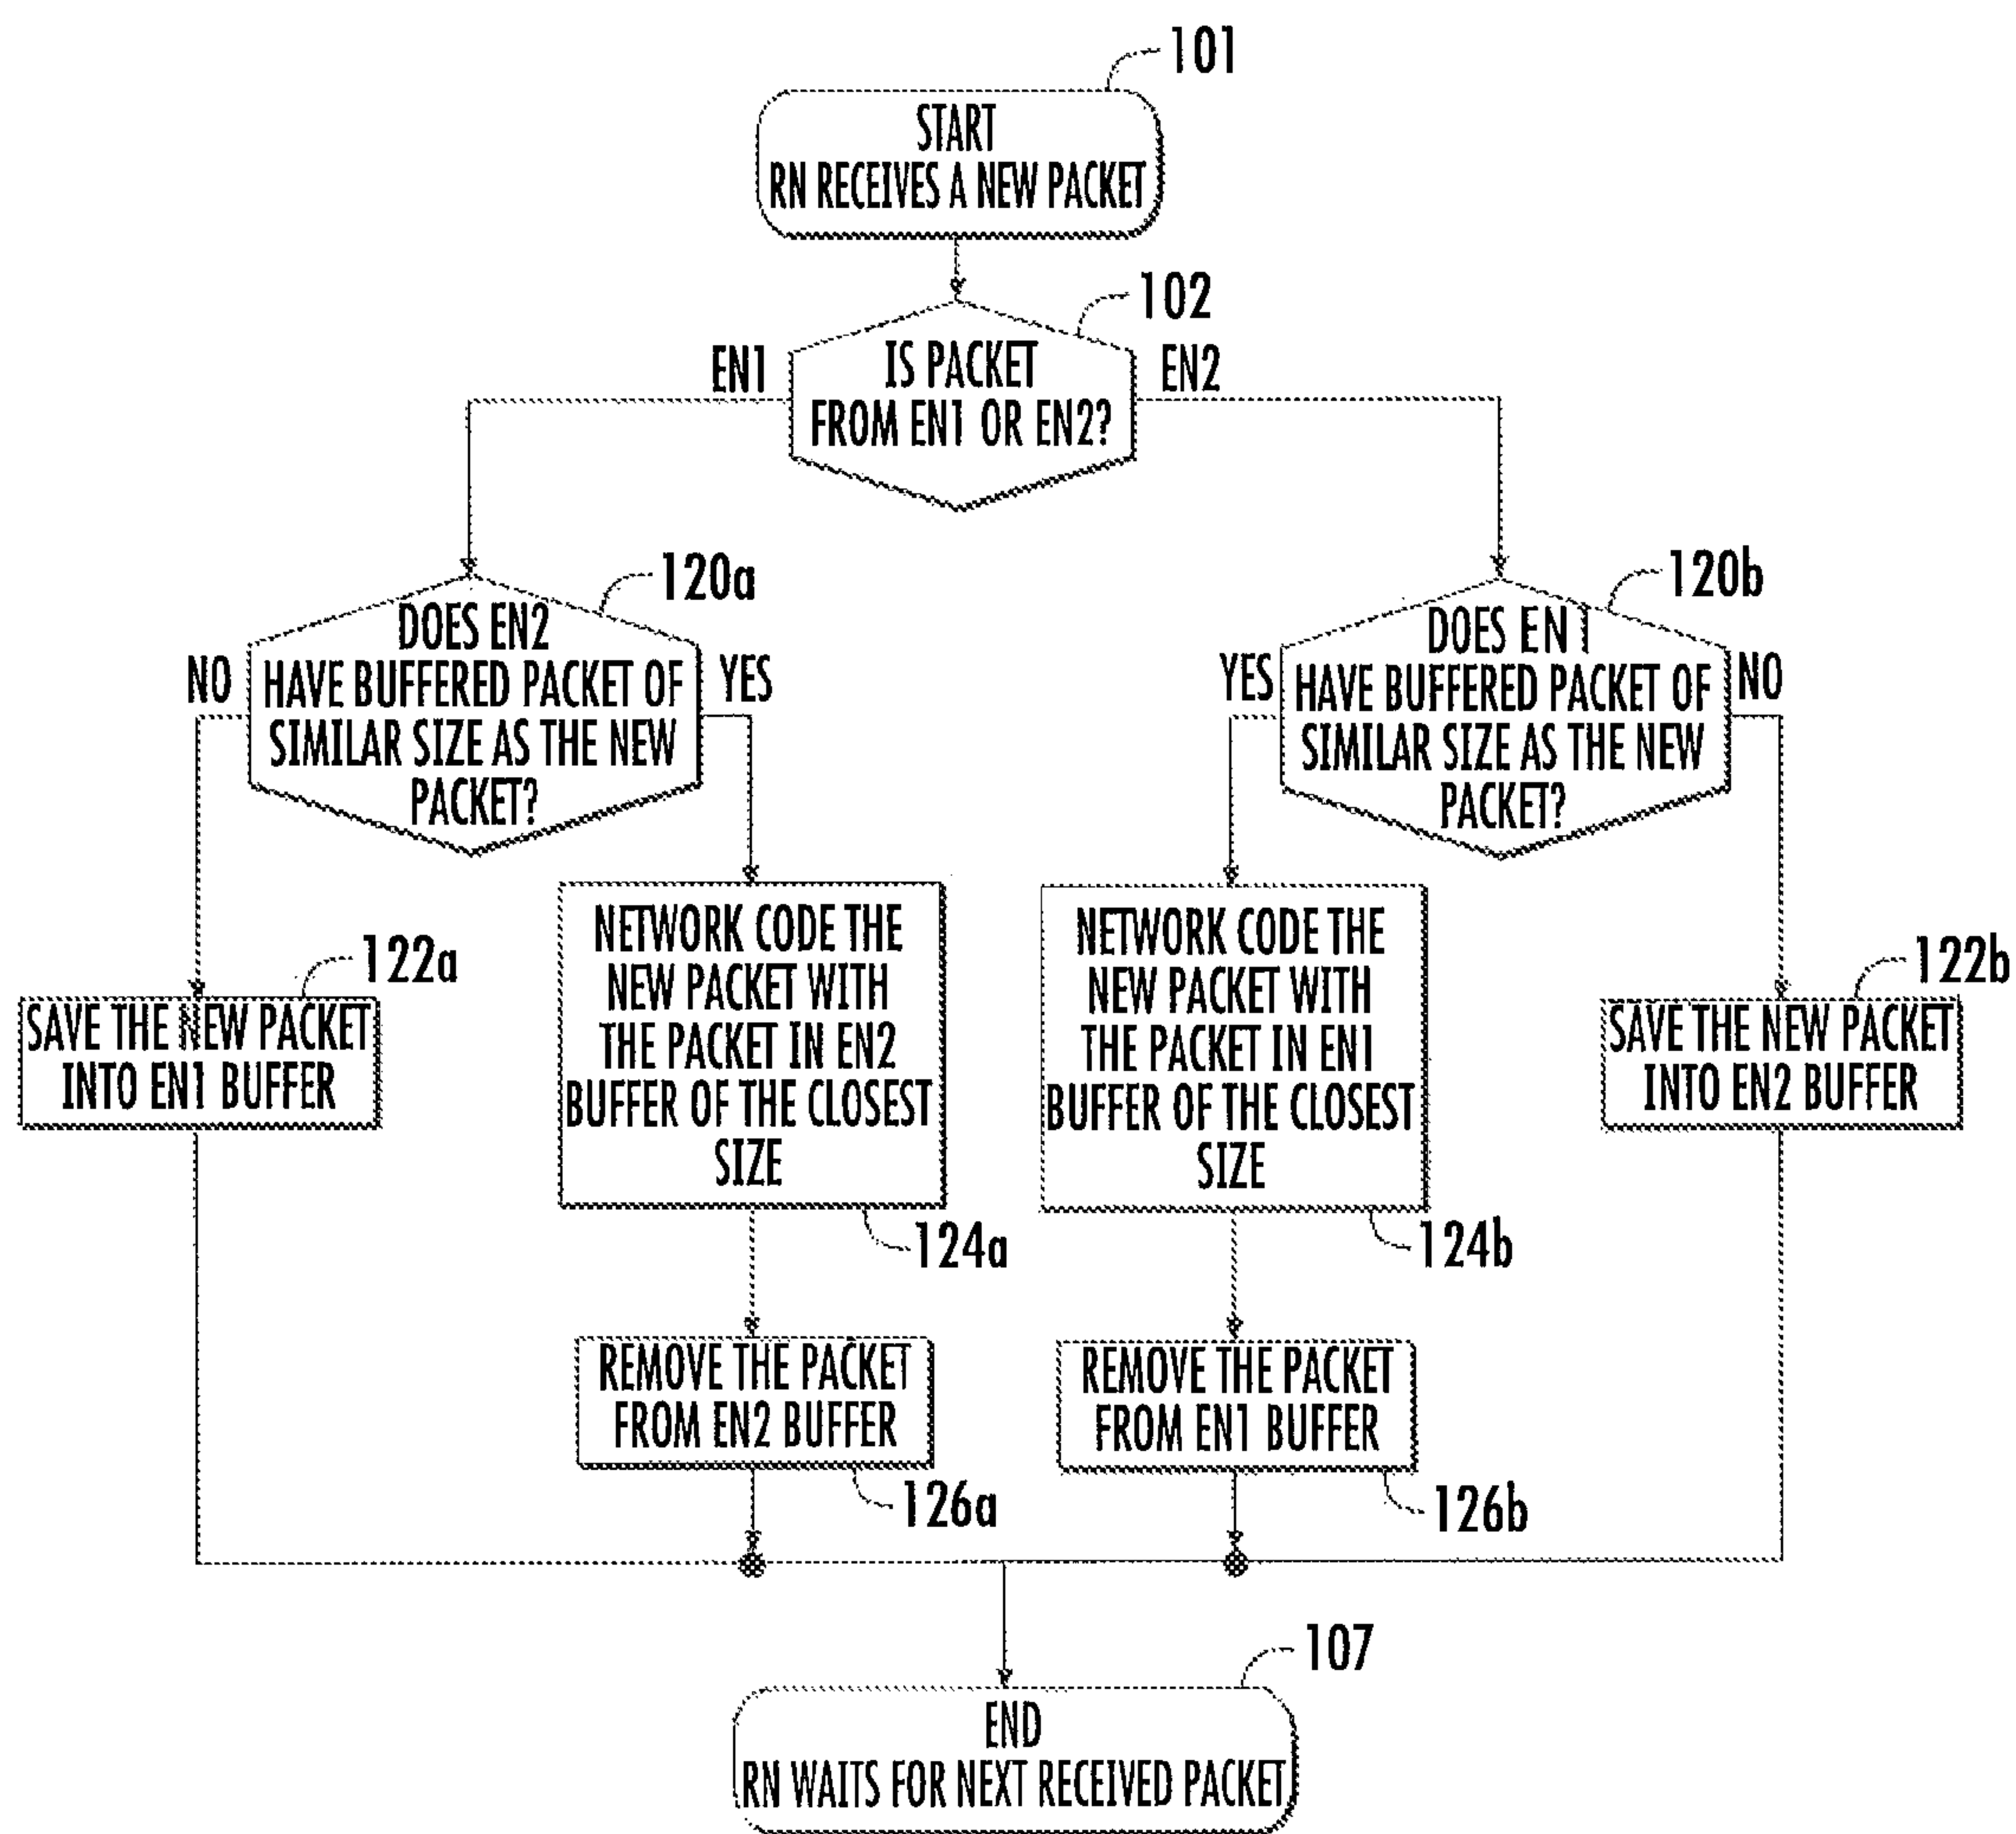 101
START
RN RECEIVES A NEW PACKET
102
EN1
IS PACKET
FROM EN1 OR EN2?
EN2
120a
DOES EN2
HAVE BUFFERED PACKET OF
SIMILAR SIZE AS THE NEW
PACKET?
NO
YES
120b
DOES EN1
HAVE BUFFERED PACKET OF
SIMILAR SIZE AS THE NEW
PACKET?
YES
NO
122a
SAVE THE NEW PACKET
INTO EN1 BUFFER
NETWORK CODE THE
NEW PACKET WITH
THE PACKET IN EN2
BUFFER OF THE CLOSEST
SIZE
124a
NETWORK CODE THE
NEW PACKET WITH
THE PACKET IN EN1
BUFFER OF THE CLOSEST
SIZE
124b
122b
SAVE THE NEW PACKET
INTO EN2 BUFFER
REMOVE THE PACKET
FROM EN2 BUFFER
126a
REMOVE THE PACKET
FROM EN1 BUFFER
126b
107
END
RN WAITS FOR NEXT RECEIVED PACKET